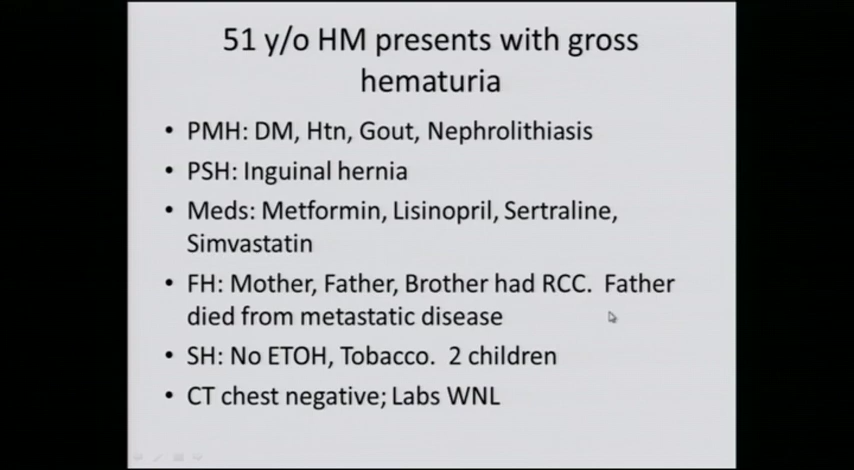 51 y/o HM presents with gross
hematuria
• PMH: DM, Htn, Gout, Nephrolithiasis
• PSH: Inguinal hernia
• Meds: Metformin, Lisinopril, Sertraline,
Simvastatin
• FH: Mother, Father, Brother had RCC.  Father
died from metastatic disease
• SH: No ETOH, Tobacco.  2 children
• CT chest negative; Labs WNL